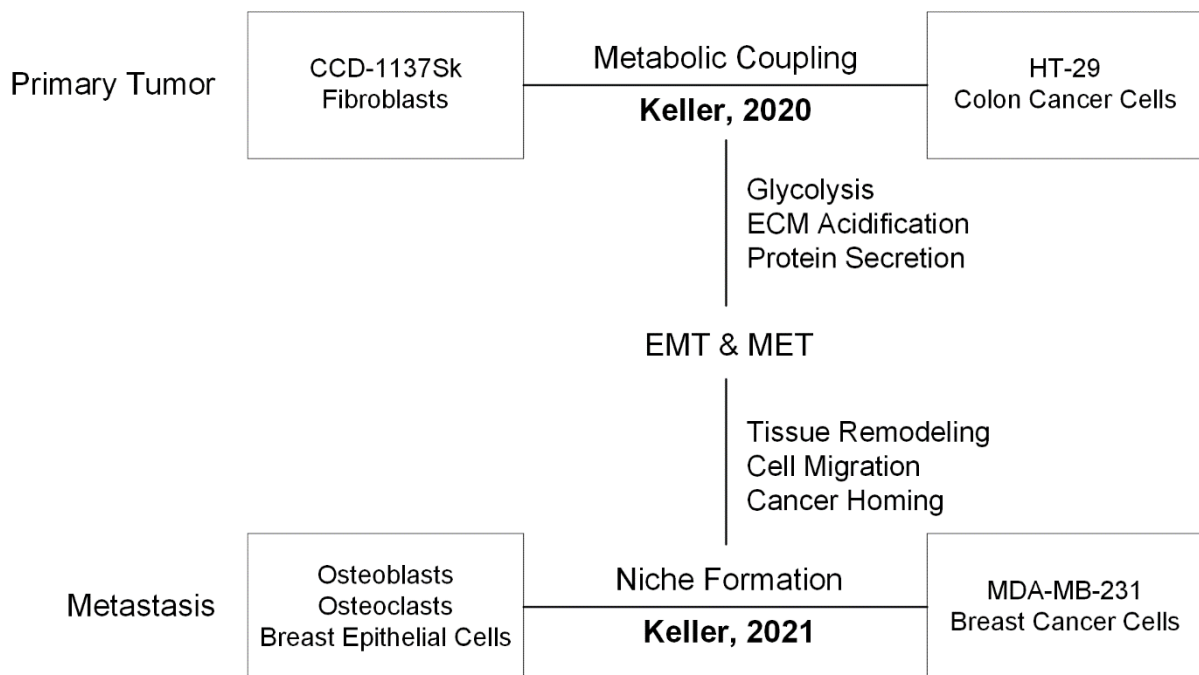 Primary Tumor
CCD-1137Sk
Fibroblasts
Metabolic Coupling
Keller, 2020
HT-29
Colon Cancer Cells
Glycolysis
ECM Acidification
Protein Secretion
EMT & MET
Tissue Remodeling
Cell Migration
Cancer Homing
Metastasis
Osteoblasts
Osteoclasts
Breast Epithelial Cells
Niche Formation
Keller, 2021
MDA-MB-231
Breast Cancer Cells